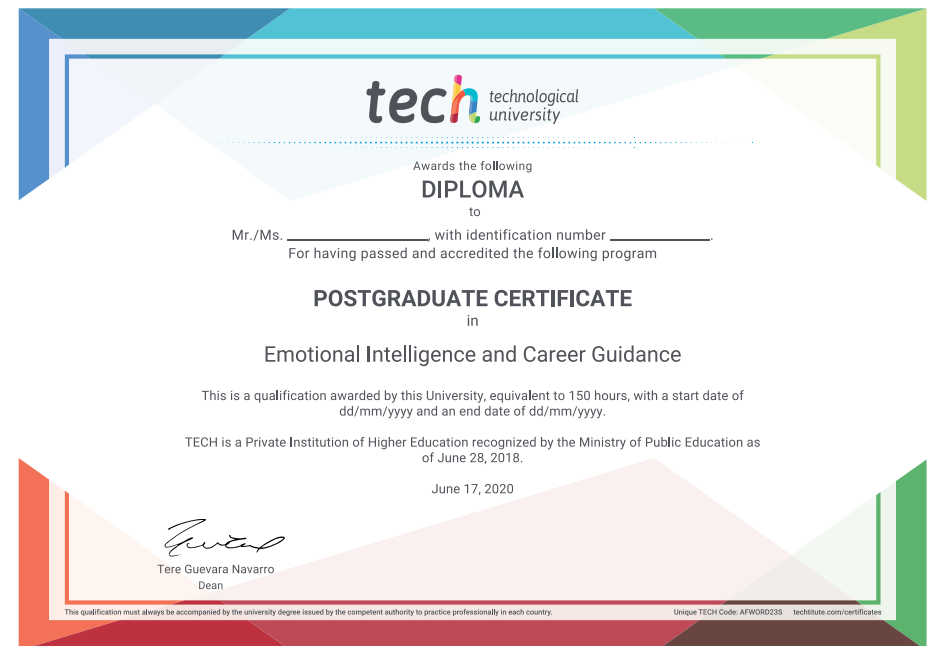 tech technological
university
Awards the following
DIPLOMA
to
Mr./Ms. ____________________, with identification number ______________.
For having passed and accredited the following program
POSTGRADUATE CERTIFICATE
in
Emotional Intelligence and Career Guidance
This is a qualification awarded by this University, equivalent to 150 hours, with a start date of
dd/mm/yyyy and an end date of dd/mm/yyyy.
TECH is a Private Institution of Higher Education recognized by the Ministry of Public Education as
of June 28, 2018.
June 17, 2020
Tere Guevara Navarro
Dean
This qualification must always be accompanied by the university degree issued by the competent authority to practice professionally in each country.
Unique TECH Code: AFWORD23S techtitute.com/certificates